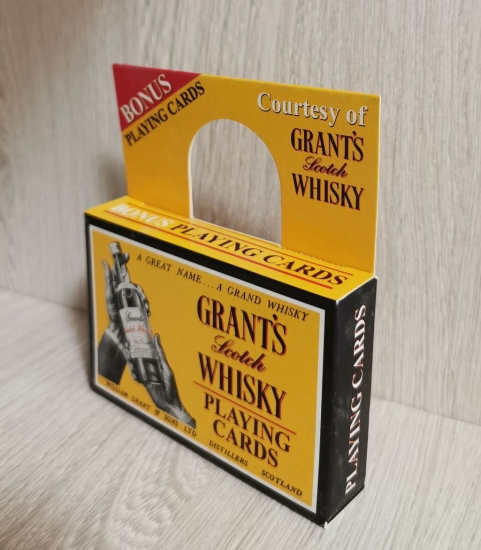 BONUS
PLAYING CARDS
Courtesy of
GRANT'S
Scotch
WHISKY
BONUS PLAYING CARDS
A GREAT NAME... A GRAND WHISKY
GRANT'S
Scotch
WHISKY
PLAYING
CARDS
WILLIAM GRANT & SONS LTD DISTILLERS · SCOTLAND
PLAYING CARDS